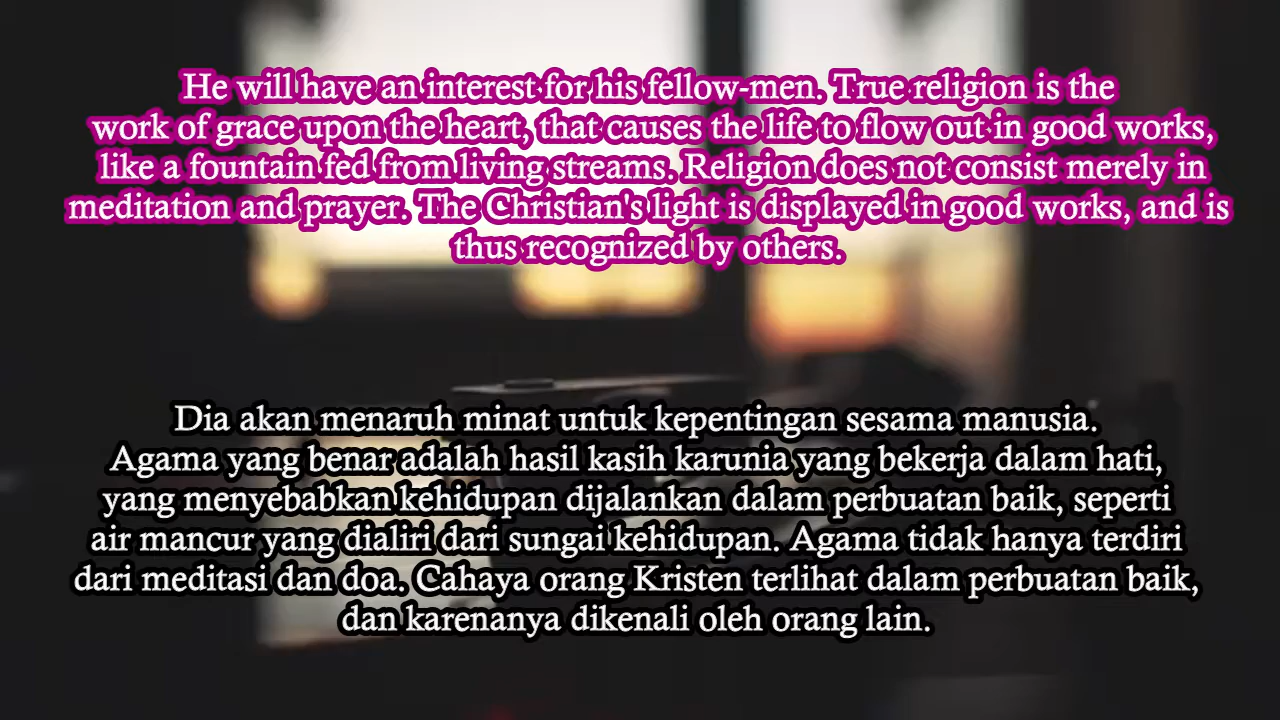 He will have an interest for his fellow-men. True religion is the
work of grace upon the heart, that causes the life to flow out in good works,
like a fountain fed from living streams. Religion does not consist merely in
meditation and prayer. The Christian's light is displayed in good works, and is
thus recognized by others.
Dia akan menaruh minat untuk kepentingan sesama manusia.
Agama yang benar adalah hasil kasih karunia yang bekerja dalam hati,
yang menyebabkan kehidupan dijalankan dalam perbuatan baik, seperti
air mancur yang dialiri dari sungai kehidupan. Agama tidak hanya terdiri
dari meditasi dan doa. Cahaya orang Kristen terlihat dalam perbuatan baik,
dan karenanya dikenali oleh orang lain.